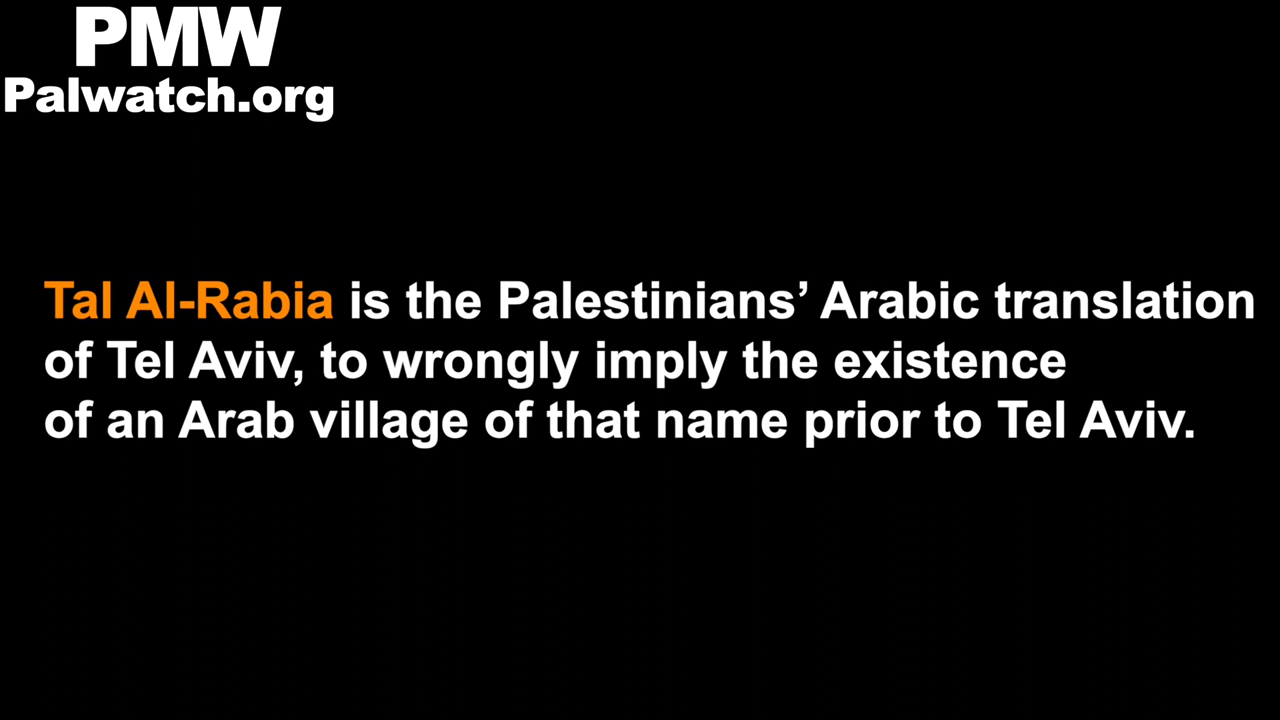 PMW
Palwatch.org
Tal Al-Rabia is the Palestinians’ Arabic translation
of Tel Aviv, to wrongly imply the existence
of an Arab village of that name prior to Tel Aviv.